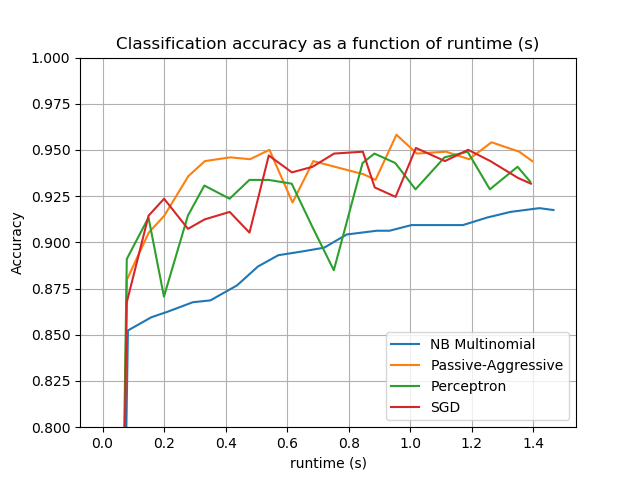 Classification accuracy as a function of runtime (s)
1.000
0.975
0.950
0.925
0.900
0.875
0.850
0.825
0.800
Accuracy
0.0 0.2 0.4 0.6 0.8 1.0 1.2 1.4
runtime (s)
NB Multinomial
Passive-Aggressive
Perceptron
SGD